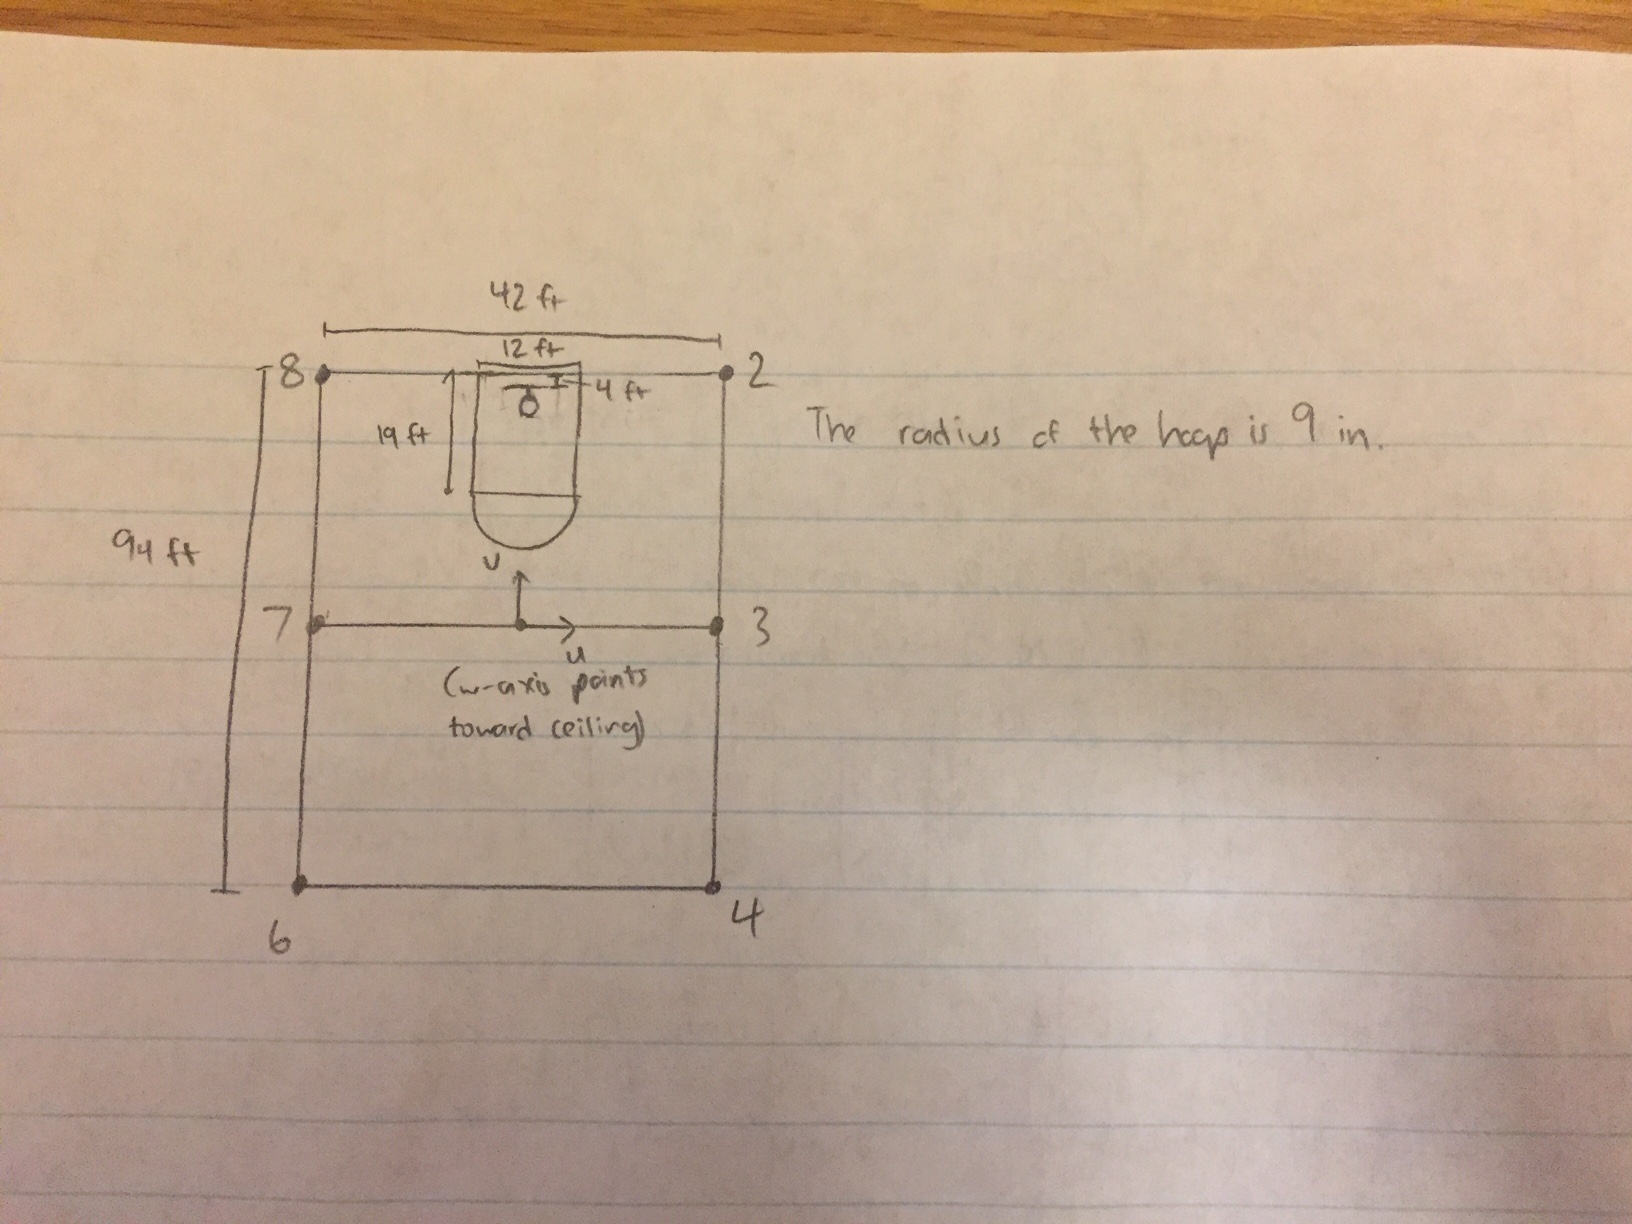 42 ft
12 ft
8
2
4 ft
19 ft
The radius of the hoop is 9 in.
94 ft
v
7
3
u
(w-axis points
toward ceiling)
6
4